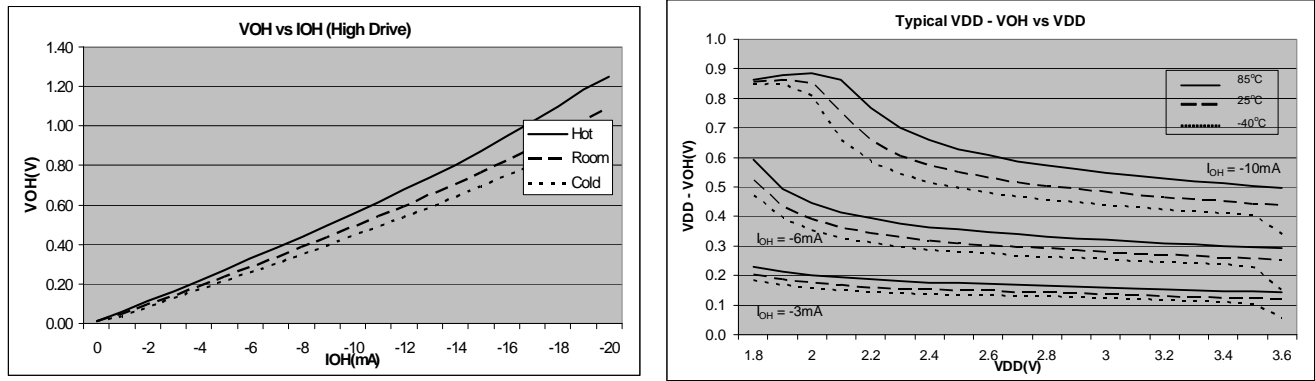 VOH vs IOH (High Drive)
VOH(V)
1.40
1.20
1.00
0.80
0.60
0.40
0.20
0.00
Hot
Room
Cold
0 -2 -4 -6 -8 -10 -12 -14 -16 -18 -20
IOH(mA)
Typical VDD - VOH vs VDD
VDD - VOH(V)
1.0
0.9
0.8
0.7
0.6
0.5
0.4
0.3
0.2
0.1
0.0
85°C
25°C
-40°C
IOH = -10mA
IOH = -6mA
IOH = -3mA
1.8 2 2.2 2.4 2.6 2.8 3 3.2 3.4 3.6
VDD(V)